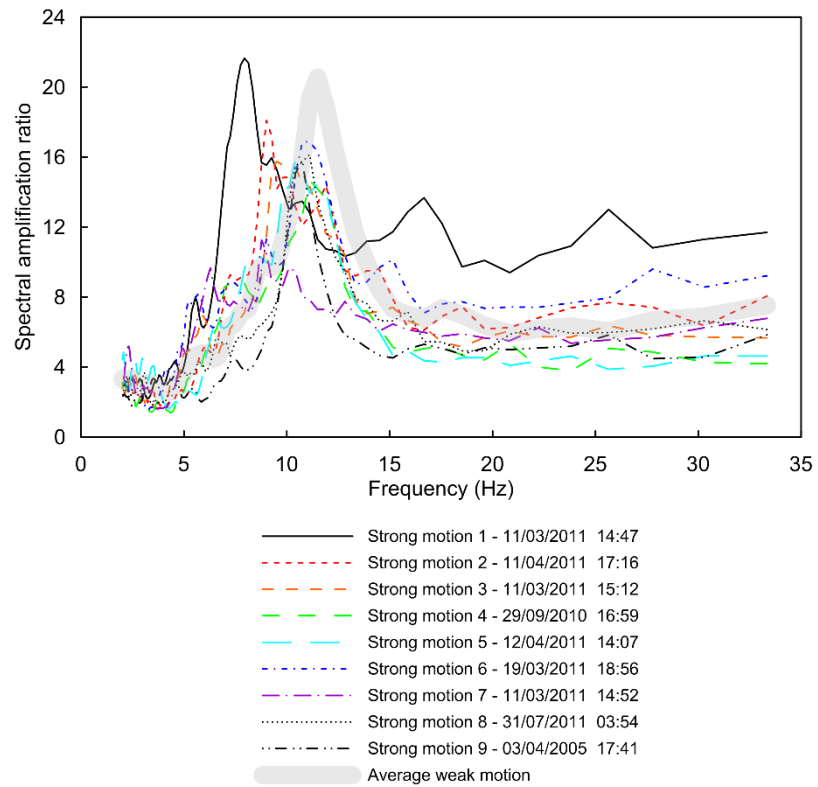 24
20
16
12
8
4
0
Spectral amplification ratio
0 5 10 15 20 25 30 35
Frequency (Hz)
Strong motion 1 - 11/03/2011 14:47
Strong motion 2 - 11/04/2011 17:16
Strong motion 3 - 11/03/2011 15:12
Strong motion 4 - 29/09/2010 16:59
Strong motion 5 - 12/04/2011 14:07
Strong motion 6 - 19/03/2011 18:56
Strong motion 7 - 11/03/2011 14:52
Strong motion 8 - 31/07/2011 03:54
Strong motion 9 - 03/04/2005 17:41
Average weak motion